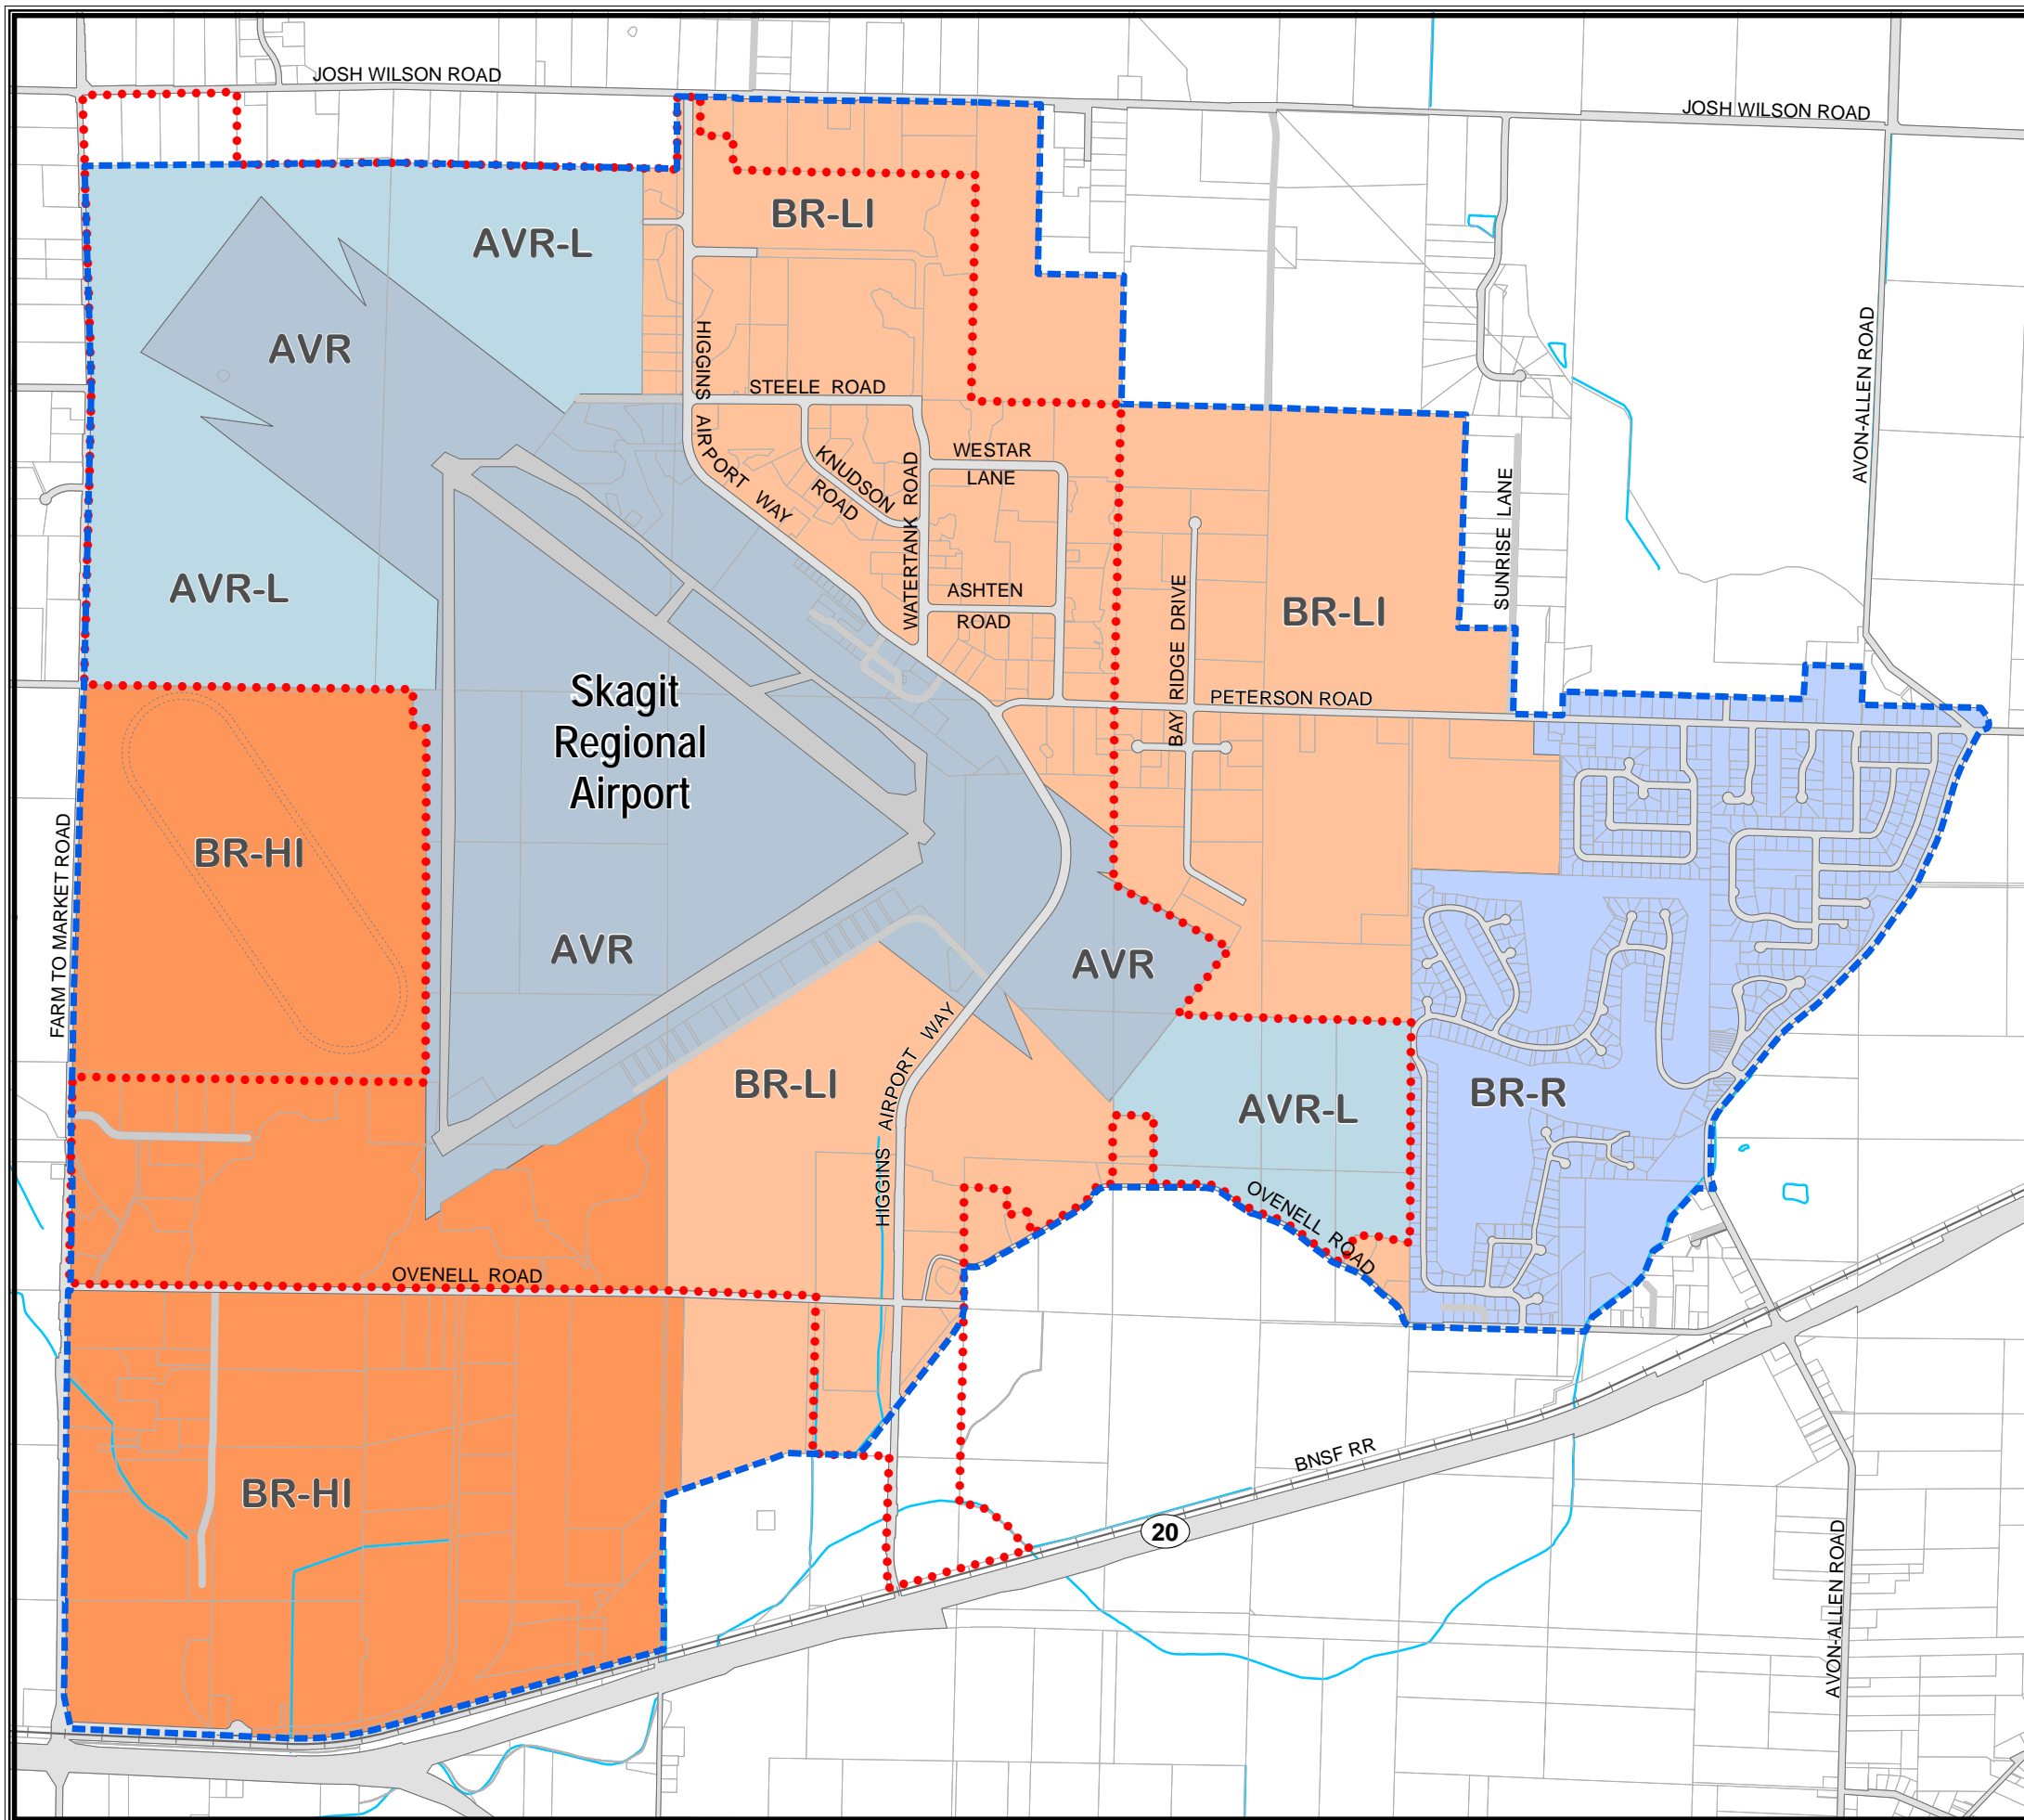 JOSH WILSON ROAD
JOSH WILSON ROAD
BR-LI
AVR-L
AVR
HIGGINS AIRPORT WAY
STEELE ROAD
KNUDSON
ROAD
WATERTANK ROAD
WESTAR
LANE
AVON-ALLEN ROAD
SUNRISE LANE
AVR-L
ASHTEN
ROAD
BAY RIDGE DRIVE
BR-LI
Skagit
Regional
Airport
PETERSON ROAD
FARM TO MARKET ROAD
BR-HI
AVR
AVR
BR-LI
HIGGINS AIRPORT WAY
AVR-L
BR-R
OVENELL ROAD
OVENELL ROAD
BR-HI
BNSF RR
20
AVON-ALLEN ROAD